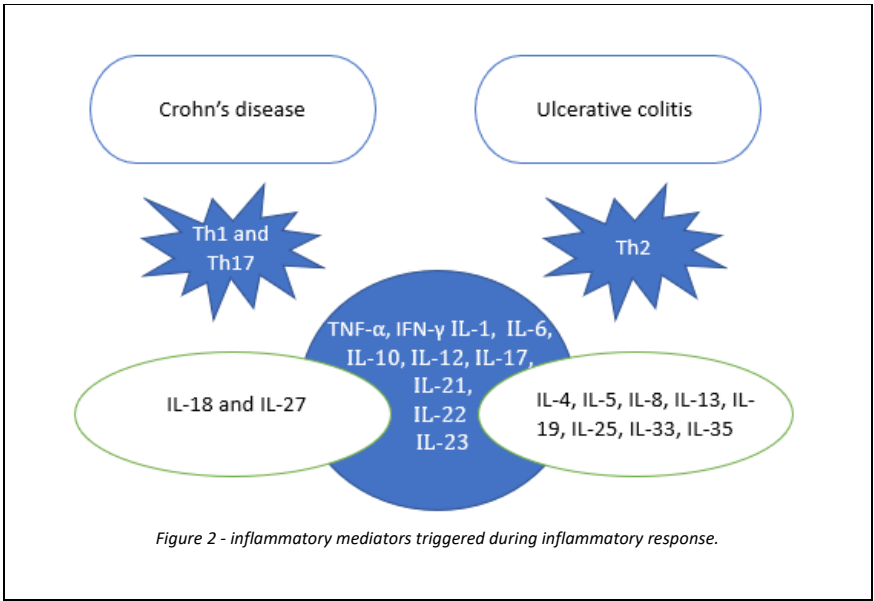 Crohn's disease
Ulcerative colitis
Th1 and
Th17
Th2
TNF-α, IFN-γ IL-1, IL-6,
IL-10, IL-12, IL-17,
IL-21,
IL-22
IL-23
IL-18 and IL-27
IL-4, IL-5, IL-8, IL-13, IL-
19, IL-25, IL-33, IL-35
Figure 2 - inflammatory mediators triggered during inflammatory response.